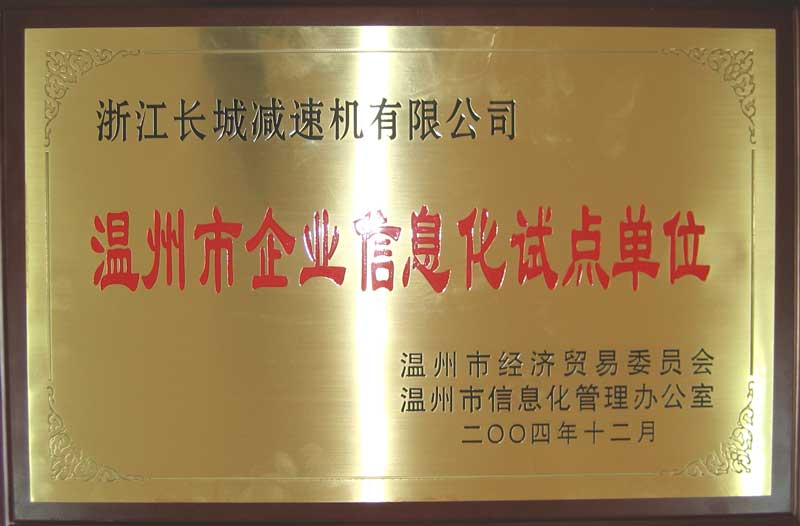 浙江长城减速机有限公司
温州市企业信息化试点单位
温州市经济贸易委员会
温州市信息化管理办公室
二〇〇四年十二月